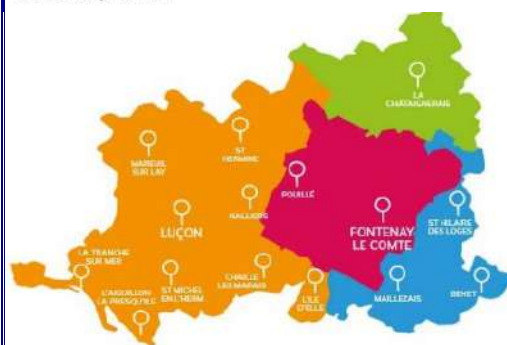 LA
CHATAIGNERAIE
MAREUIL
SUR LAY
ST
HERMINE
POUILLÉ
NALLIERS
LUÇON
FONTENAY
LE COMTE
ST HILAIRE
DES LOGES
LA TRANCHE
SUR MER
L'AIGUILLON
LA PRESQU'ILE
ST MICHEL
EN L'HERM
CHAILLE
LES MARAIS
L'ILE
D'ELLE
MAILLEZAIS
BENET